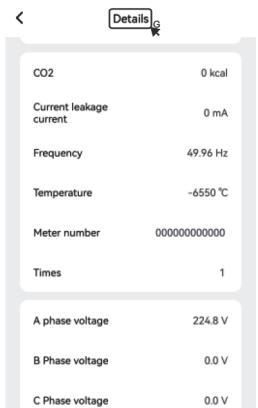 Details
G
CO2 0 kcal
Current leakage
current 0 mA
Frequency 49.96 Hz
Temperature -6550 °C
Meter number 000000000000
Times 1
A phase voltage 224.8 V
B Phase voltage 0.0 V
C Phase voltage 0.0 V